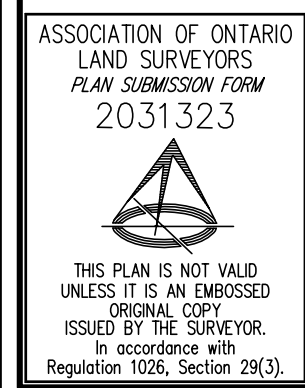 ASSOCIATION OF ONTARIO
LAND SURVEYORS
PLAN SUBMISSION FORM
2031323
THIS PLAN IS NOT VALID
UNLESS IT IS AN EMBOSSED
ORIGINAL COPY
ISSUED BY THE SURVEYOR.
In accordance with
Regulation 1026, Section 29(3).